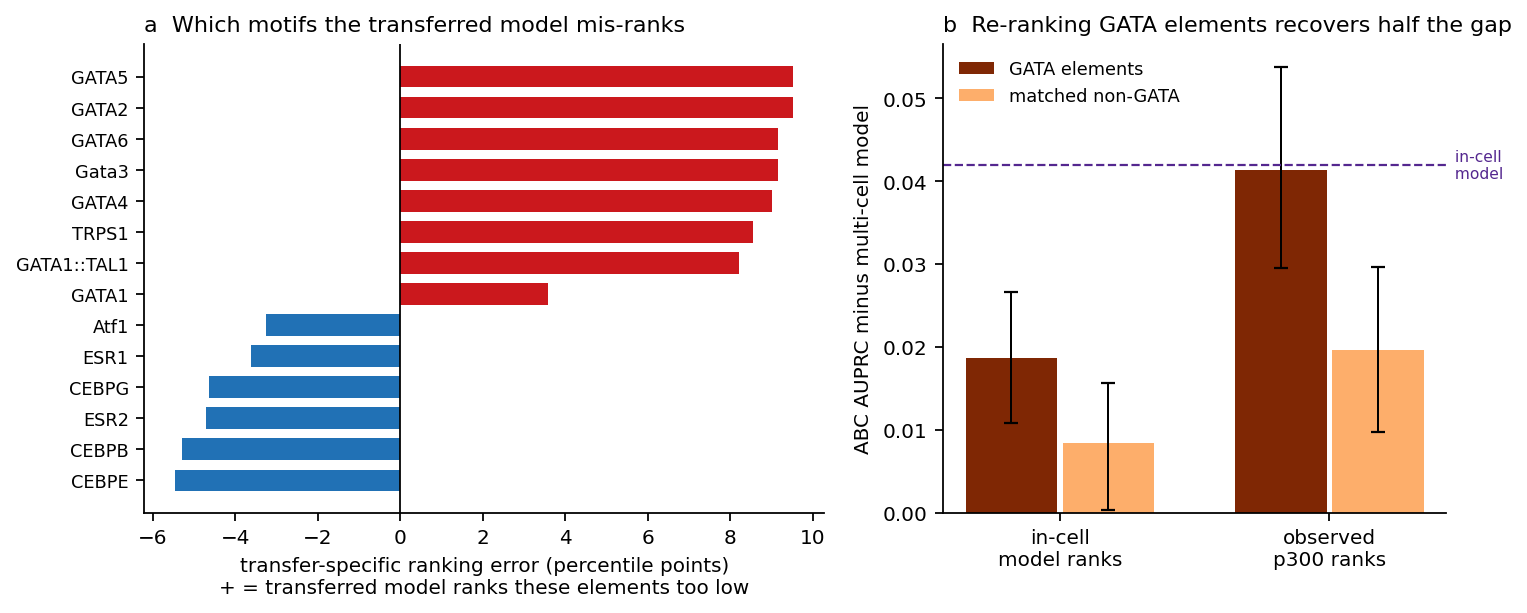 a  Which motifs the transferred model mis-ranks
GATA5
GATA2
GATA6
Gata3
GATA4
TRPS1
GATA1::TAL1
GATA1
Atf1
ESR1
CEBPG
ESR2
CEBPB
CEBPE
−6 −4 −2 0 2 4 6 8 10
transfer-specific ranking error (percentile points)
+ = transferred model ranks these elements too low
b  Re-ranking GATA elements recovers half the gap
GATA elements
matched non-GATA
ABC AUPRC minus multi-cell model
0.05
0.04
0.03
0.02
0.01
0.00
in-cell
model
in-cell
model ranks
observed
p300 ranks